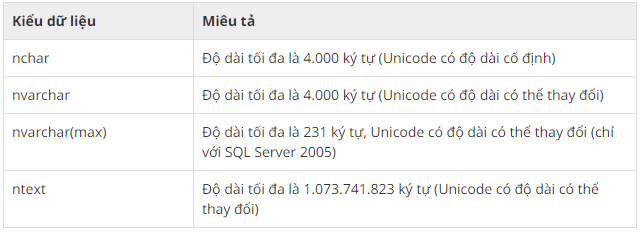 Kiểu dữ liệu Miêu tả
nchar Độ dài tối đa là 4.000 ký tự (Unicode có độ dài cố định)
nvarchar Độ dài tối đa là 4.000 ký tự (Unicode có độ dài có thể thay đổi)
nvarchar(max) Độ dài tối đa là 231 ký tự, Unicode có độ dài có thể thay đổi (chỉ
với SQL Server 2005)
ntext Độ dài tối đa là 1.073.741.823 ký tự (Unicode có độ dài có thể
thay đổi)